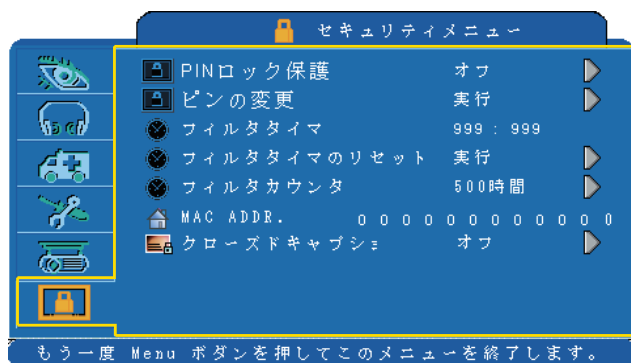 セキュリティメニュー
PINロック保護 オフ
ピンの変更 実行
フィルタタイマ 999 : 999
フィルタタイマのリセット 実行
フィルタカウンタ 500時間
MAC ADDR. 0 0 0 0 0 0 0 0 0 0 0 0
クローズドキャプショ オフ
もう一度 Menu ボダンを押してこのメニューを終了します。